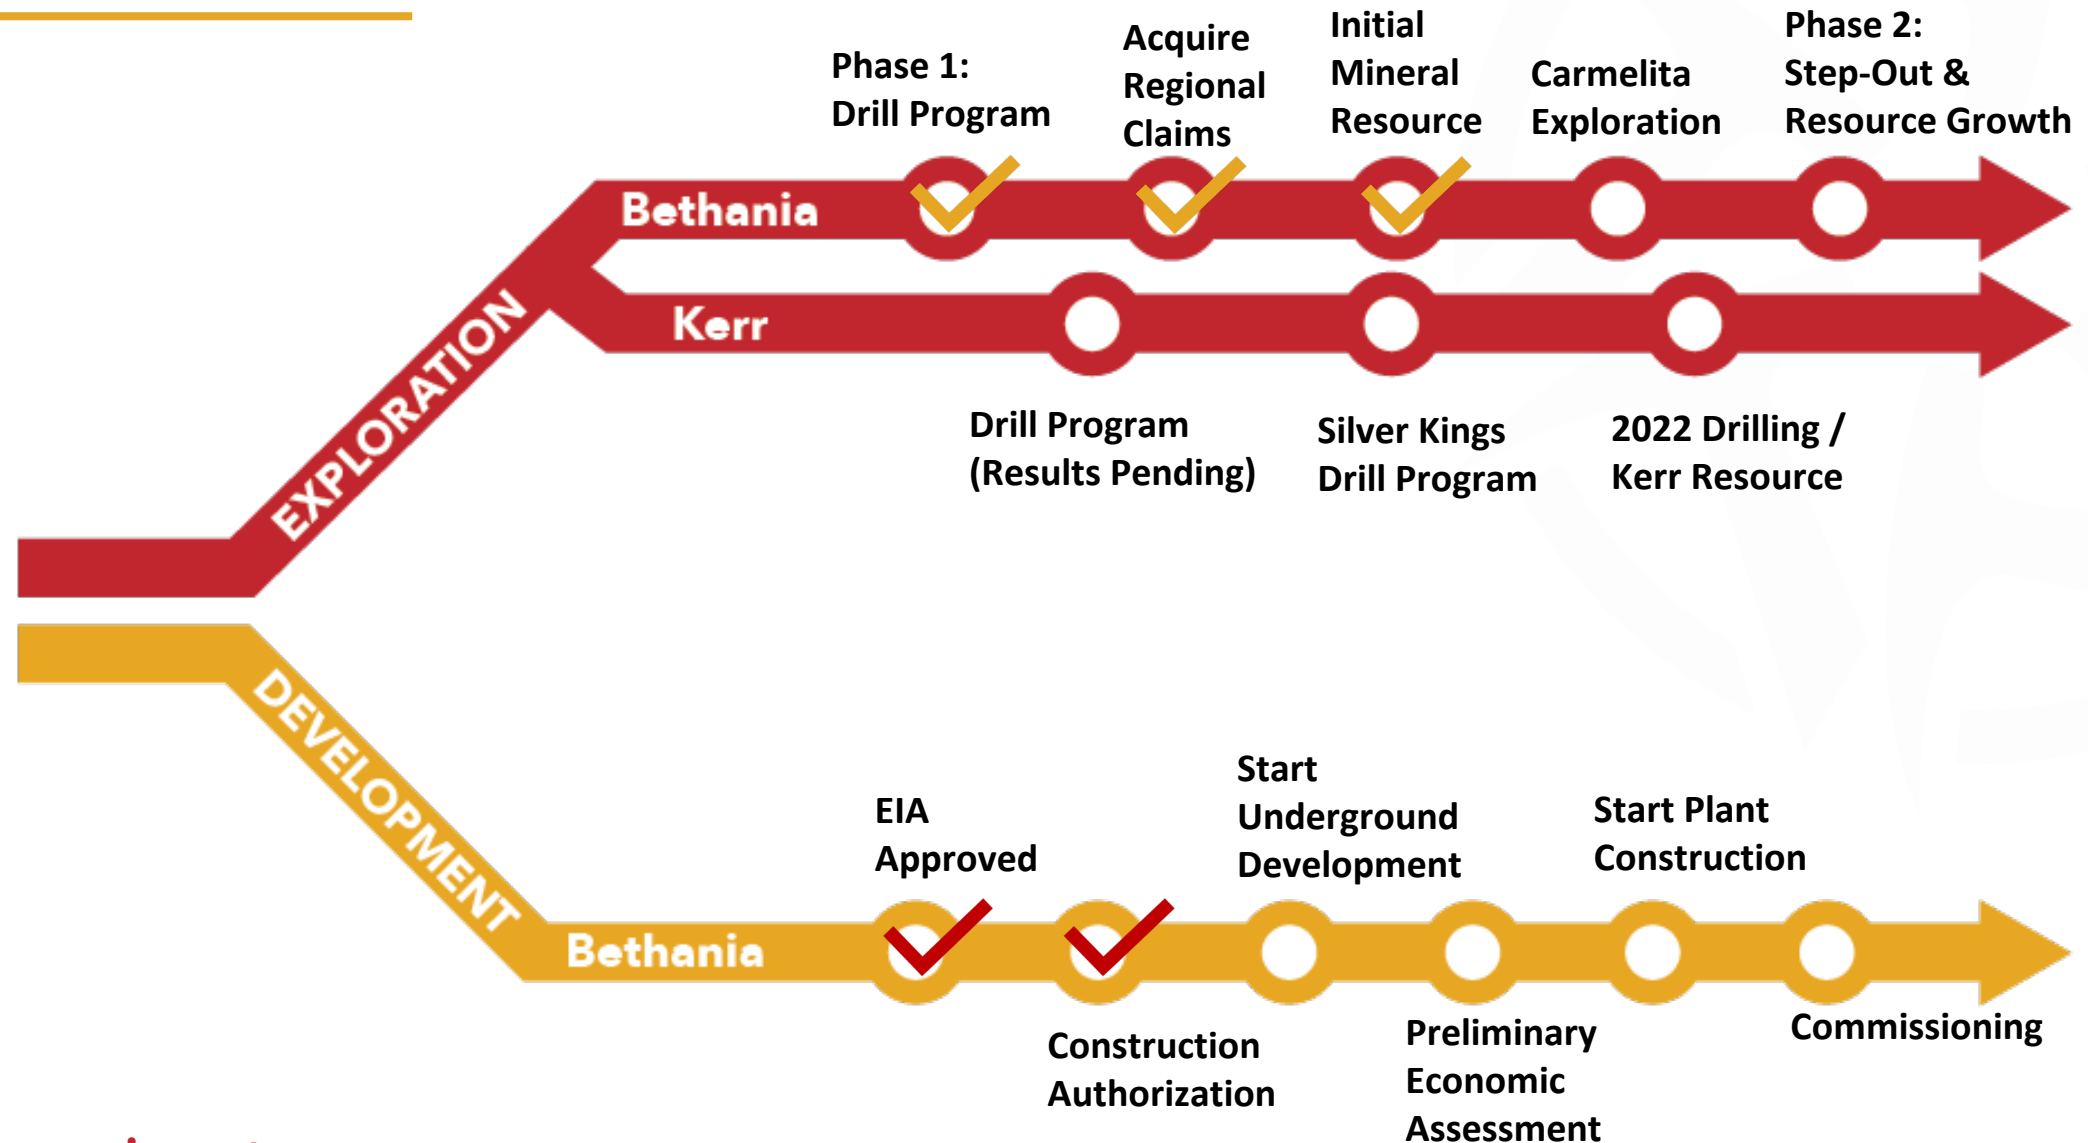 Phase 1:
Drill Program
Acquire
Regional
Claims
Initial
Mineral
Resource
Carmelita
Exploration
Phase 2:
Step-Out &
Resource Growth
Bethania
Kerr
EXPLORATION
Drill Program
(Results Pending)
Silver Kings
Drill Program
2022 Drilling /
Kerr Resource
DEVELOPMENT
Bethania
EIA
Approved
Construction
Authorization
Start
Underground
Development
Preliminary
Economic
Assessment
Start Plant
Construction
Commissioning